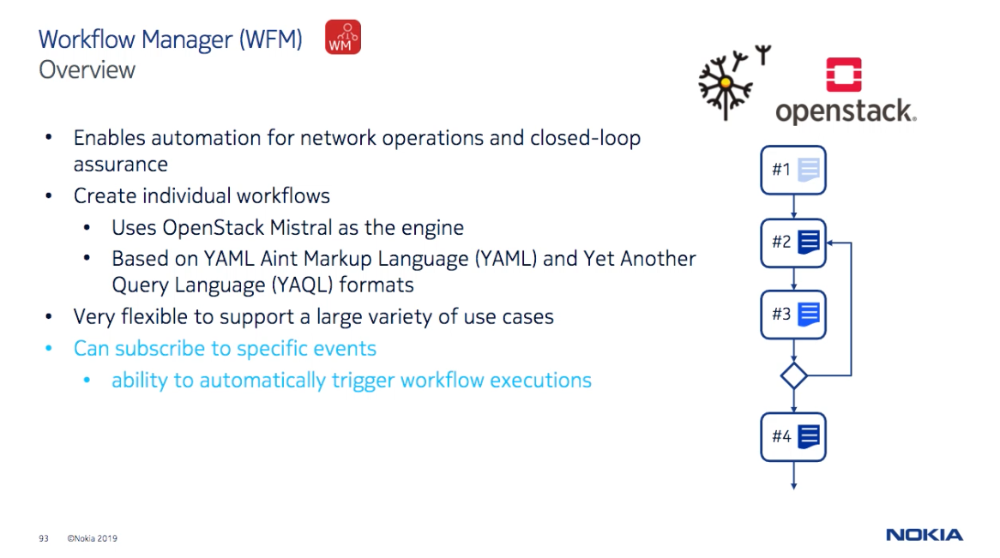 Workflow Manager (WFM)
WM
Overview
openstack.
• Enables automation for network operations and closed-loop
assurance
• Create individual workflows
• Uses OpenStack Mistral as the engine
• Based on YAML Aint Markup Language (YAML) and Yet Another
Query Language (YAQL) formats
• Very flexible to support a large variety of use cases
• Can subscribe to specific events
• ability to automatically trigger workflow executions
#1
#2
#3
#4
93 ©Nokia 2019
NOKIA